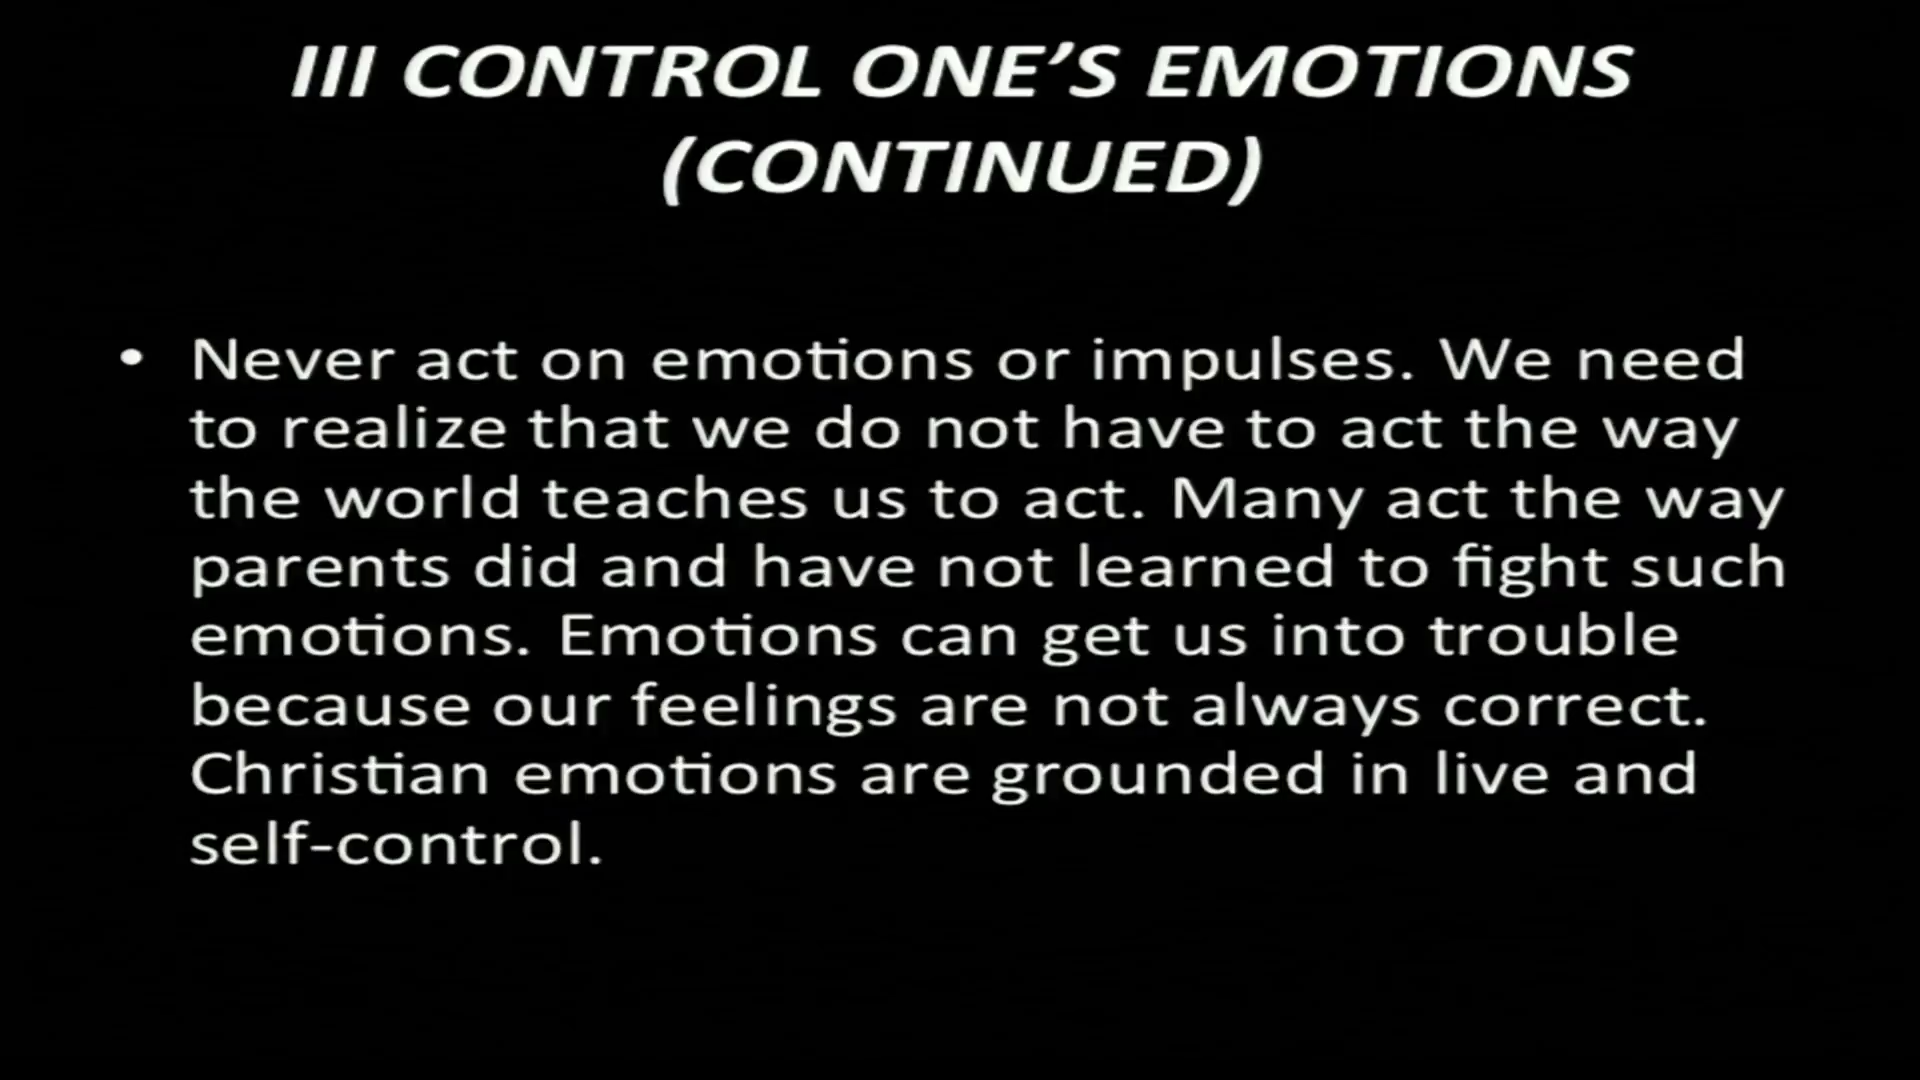 III CONTROL ONE’S EMOTIONS
(CONTINUED)
• Never act on emotions or impulses. We need
to realize that we do not have to act the way
the world teaches us to act. Many act the way
parents did and have not learned to fight such
emotions. Emotions can get us into trouble
because our feelings are not always correct.
Christian emotions are grounded in live and
self-control.